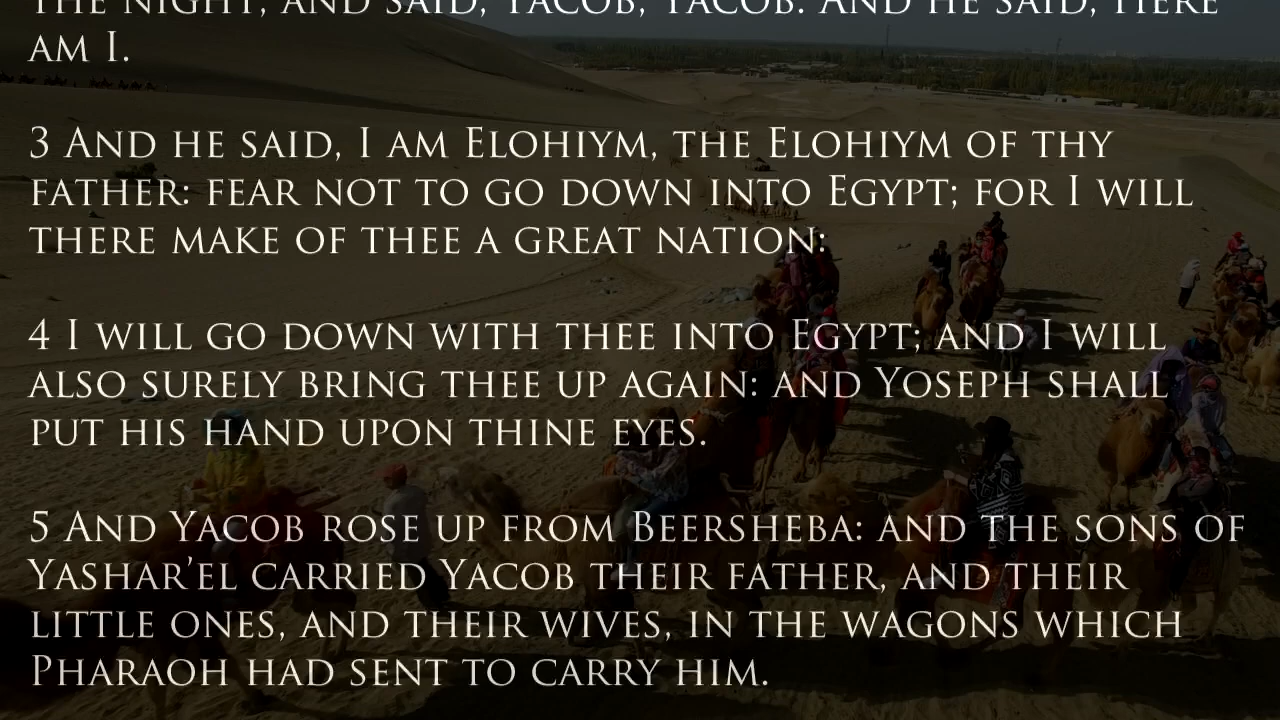 the night, and said, Yacob, Yacob. And he said, Here
am I.
3 And he said, I am Elohiym, the Elohiym of thy
father: fear not to go down into Egypt; for I will
there make of thee a great nation:
4 I will go down with thee into Egypt; and I will
also surely bring thee up again: and Yoseph shall
put his hand upon thine eyes.
5 And Yacob rose up from Beersheba: and the sons of
Yashar’el carried Yacob their father, and their
little ones, and their wives, in the wagons which
Pharaoh had sent to carry him.